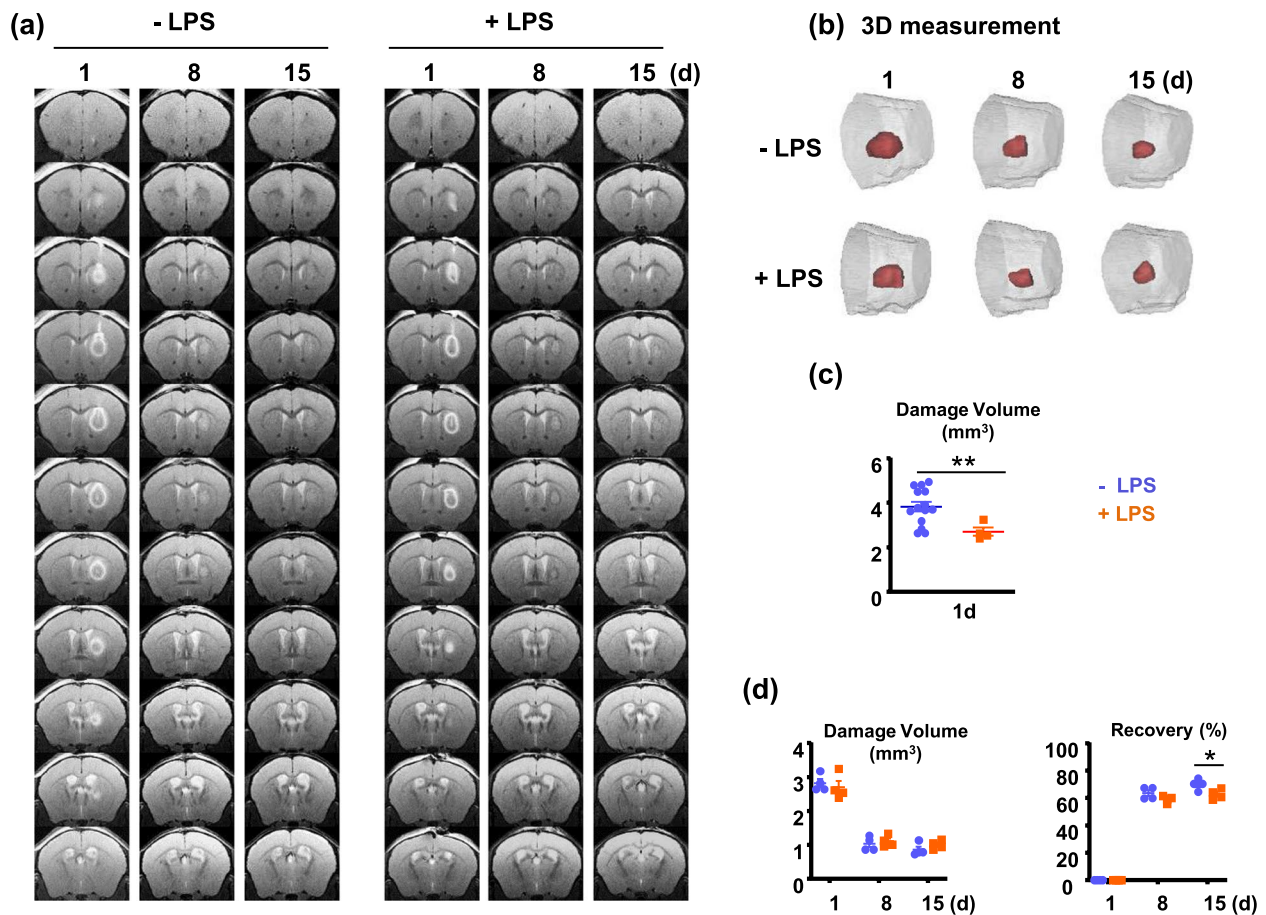 (a)
- LPS
+ LPS
1 8 15 1 8 15 (d)
(b) 3D measurement
1 8 15 (d)
- LPS
+ LPS
(c)
Damage Volume
(mm³)
6
**
4
2
0
1d
- LPS
+ LPS
(d)
Damage Volume
(mm³)
4
3
2
1
0
1 8 15 (d)
Recovery (%)
100
*
80
60
40
20
0
1 8 15 (d)